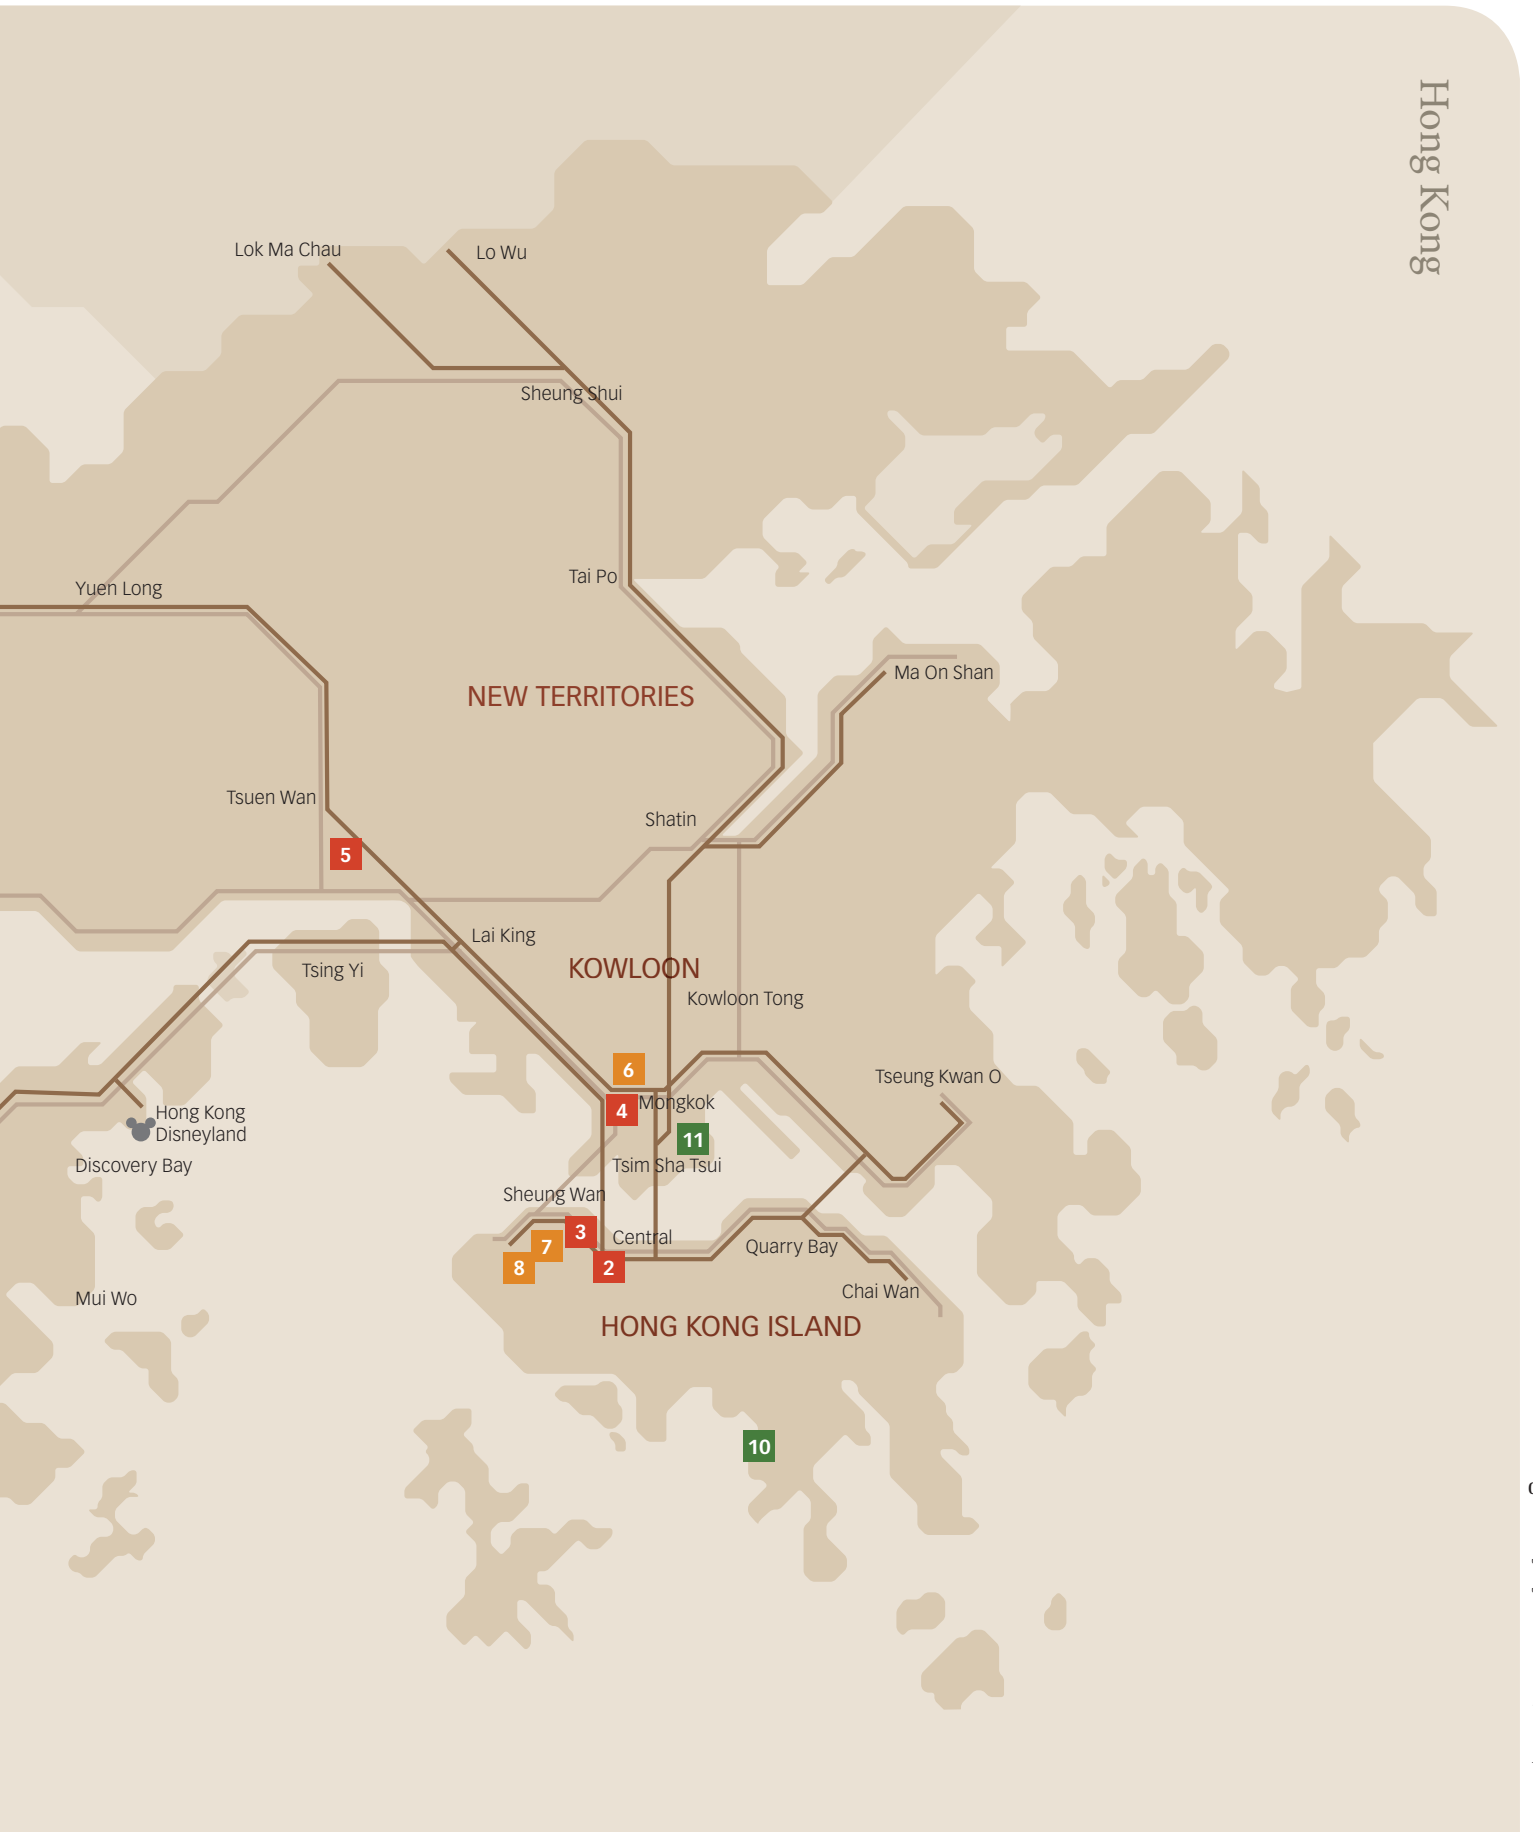 Hong Kong
Lok Ma Chau
Lo Wu
Sheung Shui
Yuen Long
Tai Po
Ma On Shan
NEW TERRITORIES
Tsuen Wan
Shatin
5
Lai King
Tsing Yi
KOWLOON
Kowloon Tong
6
Tseung Kwan O
4
Mongkok
Hong Kong
Disneyland
11
Discovery Bay
Tsim Sha Tsui
Sheung Wan
3
Central
7
Quarry Bay
8
2
Chai Wan
Mui Wo
HONG KONG ISLAND
10